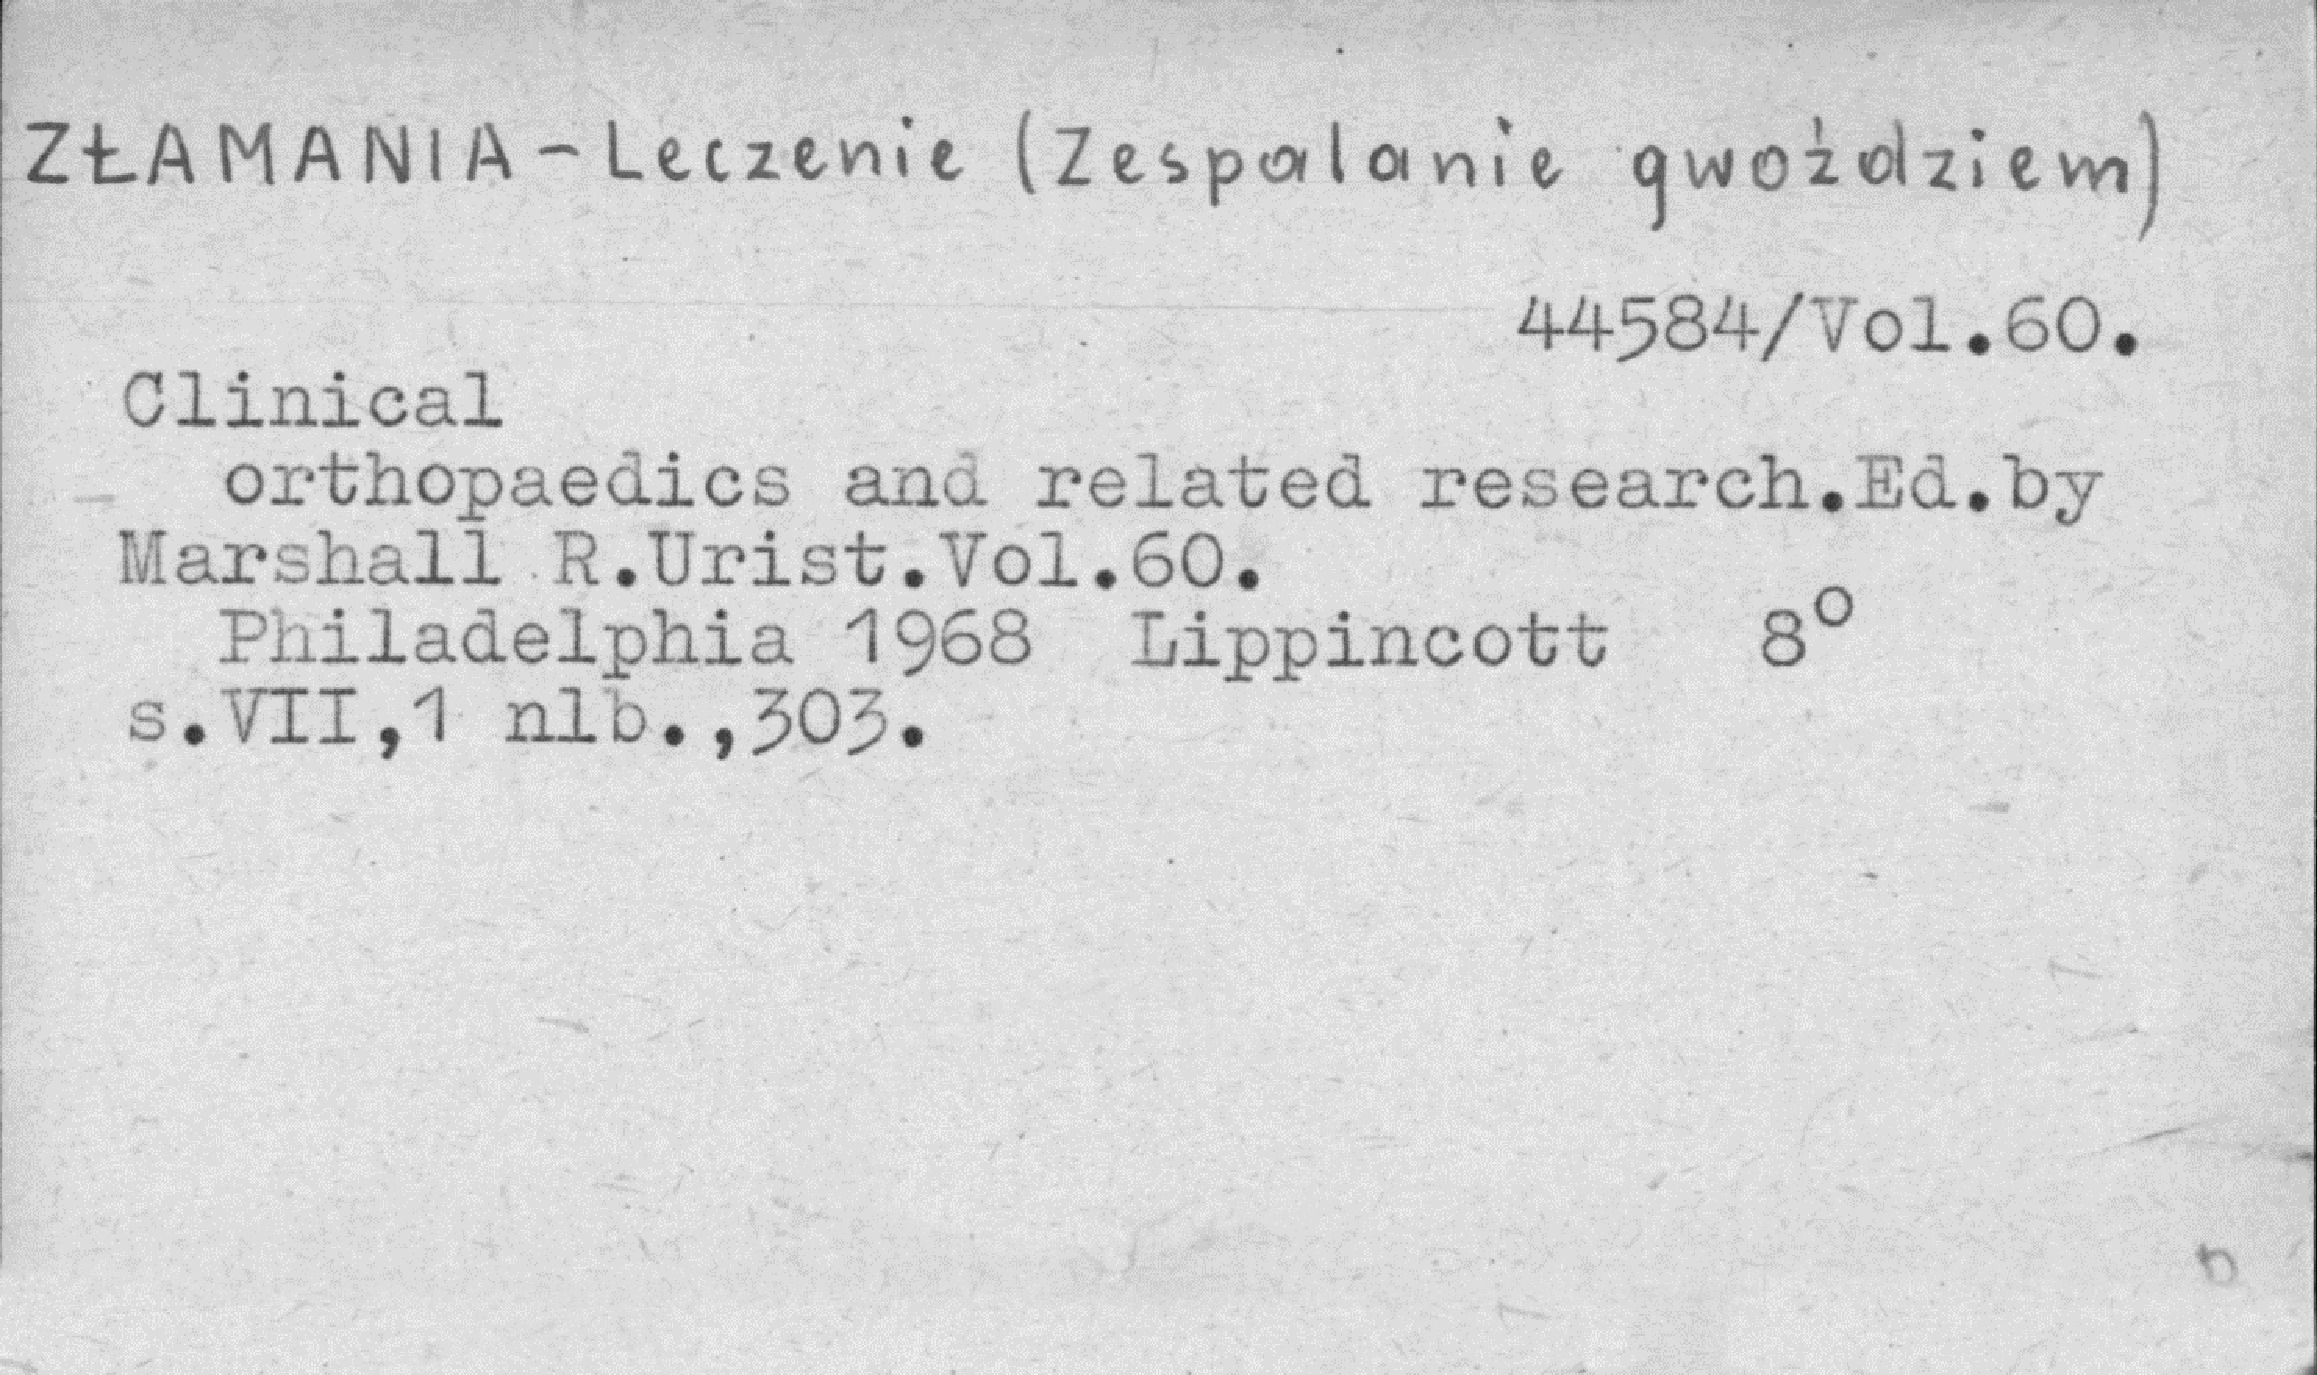 ZŁAMANIA - Leczenie (Zespalanie gwoździem)
44584/Vol.60.
Clinical
orthopaedics and related research.Ed.by
Marshall R.Urist.Vol.60.
Philadelphia 1968 Lippincott 8°
s.VII,1 nlb.,303.